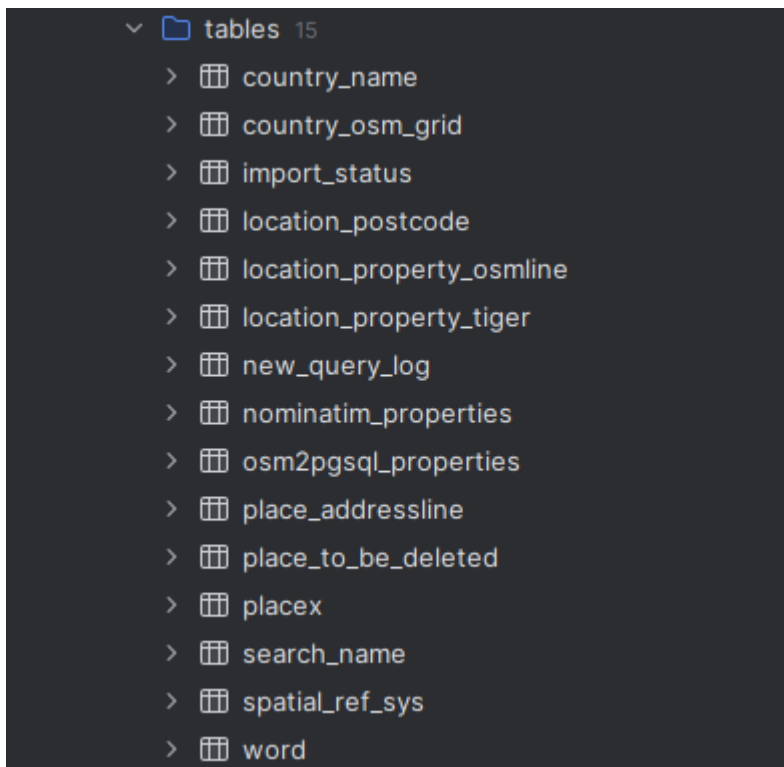 tables 15
country_name
country_osm_grid
import_status
location_postcode
location_property_osmline
location_property_tiger
new_query_log
nominatim_properties
osm2pgsql_properties
place_addressline
place_to_be_deleted
placex
search_name
spatial_ref_sys
word